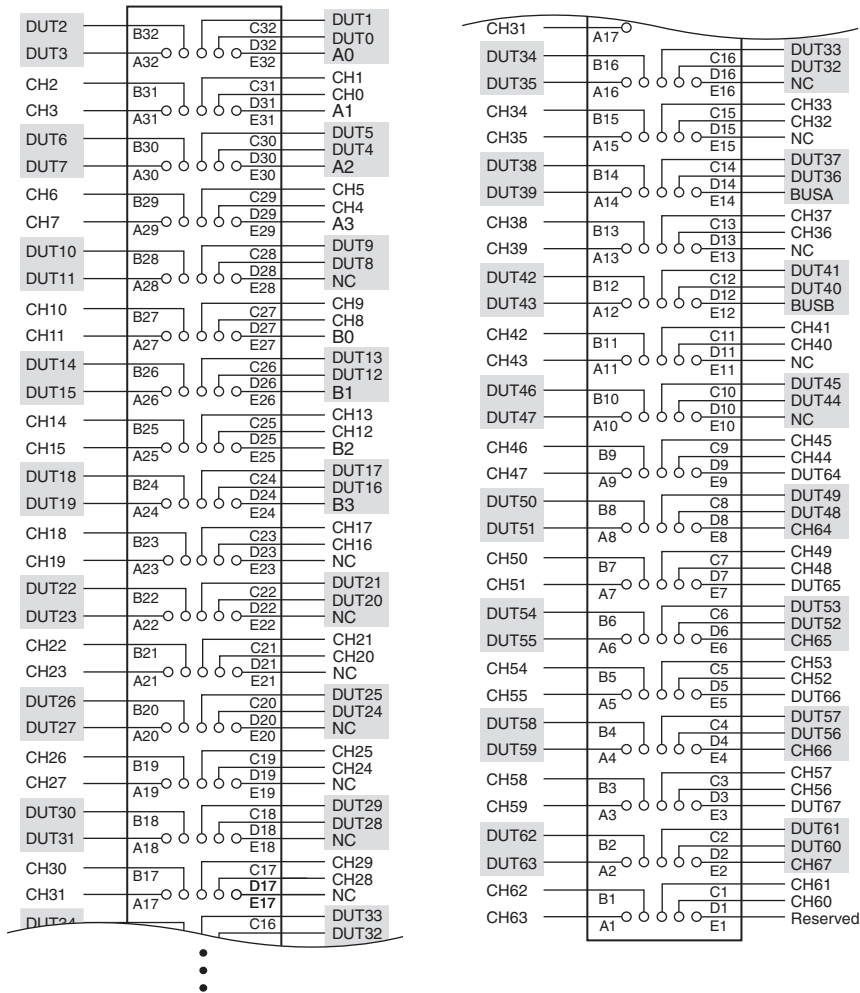 DUT2 B32 C32 DUT1
D32 DUT0
DUT3 A32 E32 A0
CH2 B31 C31 CH1
D31 CH0
CH3 A31 E31 A1
DUT6 B30 C30 DUT5
D30 DUT4
DUT7 A30 E30 A2
CH6 B29 C29 CH5
D29 CH4
CH7 A29 E29 A3
DUT10 B28 C28 DUT9
D28 DUT8
DUT11 A28 E28 NC
CH10 B27 C27 CH9
D27 CH8
CH11 A27 E27 B0
DUT14 B26 C26 DUT13
D26 DUT12
DUT15 A26 E26 B1
CH14 B25 C25 CH13
D25 CH12
CH15 A25 E25 B2
DUT18 B24 C24 DUT17
D24 DUT16
DUT19 A24 E24 B3
CH18 B23 C23 CH17
D23 CH16
CH19 A23 E23 NC
DUT22 B22 C22 DUT21
D22 DUT20
DUT23 A22 E22 NC
CH22 B21 C21 CH21
D21 CH20
CH23 A21 E21 NC
DUT26 B20 C20 DUT25
D20 DUT24
DUT27 A20 E20 NC
CH26 B19 C19 CH25
D19 CH24
CH27 A19 E19 NC
DUT30 B18 C18 DUT29
D18 DUT28
DUT31 A18 E18 NC
CH30 B17 C17 CH29
D17 CH28
CH31 A17 E17 NC
C16 DUT33
DUT32
CH31 A17
DUT34 B16 C16 DUT33
D16 DUT32
DUT35 A16 E16 NC
CH34 B15 C15 CH33
D15 CH32
CH35 A15 E15 NC
DUT38 B14 C14 DUT37
D14 DUT36
DUT39 A14 E14 BUSA
CH38 B13 C13 CH37
D13 CH36
CH39 A13 E13 NC
DUT42 B12 C12 DUT41
D12 DUT40
DUT43 A12 E12 BUSB
CH42 B11 C11 CH41
D11 CH40
CH43 A11 E11 NC
DUT46 B10 C10 DUT45
D10 DUT44
DUT47 A10 E10 NC
CH46 B9 C9 CH45
D9 CH44
CH47 A9 E9 DUT64
DUT50 B8 C8 DUT49
D8 DUT48
DUT51 A8 E8 CH64
CH50 B7 C7 CH49
D7 CH48
CH51 A7 E7 DUT65
DUT54 B6 C6 DUT53
D6 DUT52
DUT55 A6 E6 CH65
CH54 B5 C5 CH53
D5 CH52
CH55 A5 E5 DUT66
DUT58 B4 C4 DUT57
D4 DUT56
DUT59 A4 E4 CH66
CH58 B3 C3 CH57
D3 CH56
CH59 A3 E3 DUT67
DUT62 B2 C2 DUT61
D2 DUT60
DUT63 A2 E2 CH67
CH62 B1 C1 CH61
D1 CH60
CH63 A1 E1 Reserved